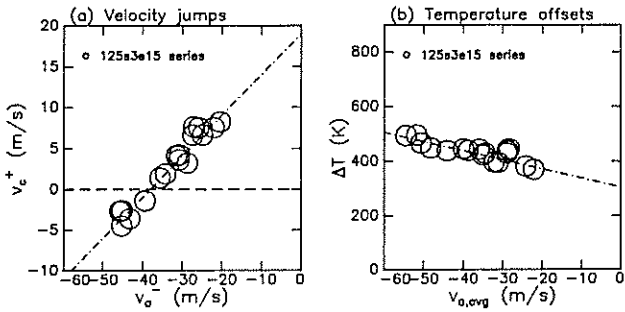 (a) Velocity jumps
20
15
10
5
0
−5
−10
v_c^+ (m/s)
○ 125s3e15 series
−60 −50 −40 −30 −20 −10 0
v_a^− (m/s)
(b) Temperature offsets
800
600
400
200
0
ΔT (K)
○ 125s3e15 series
−60 −50 −40 −30 −20 −10 0
v_a,avg (m/s)